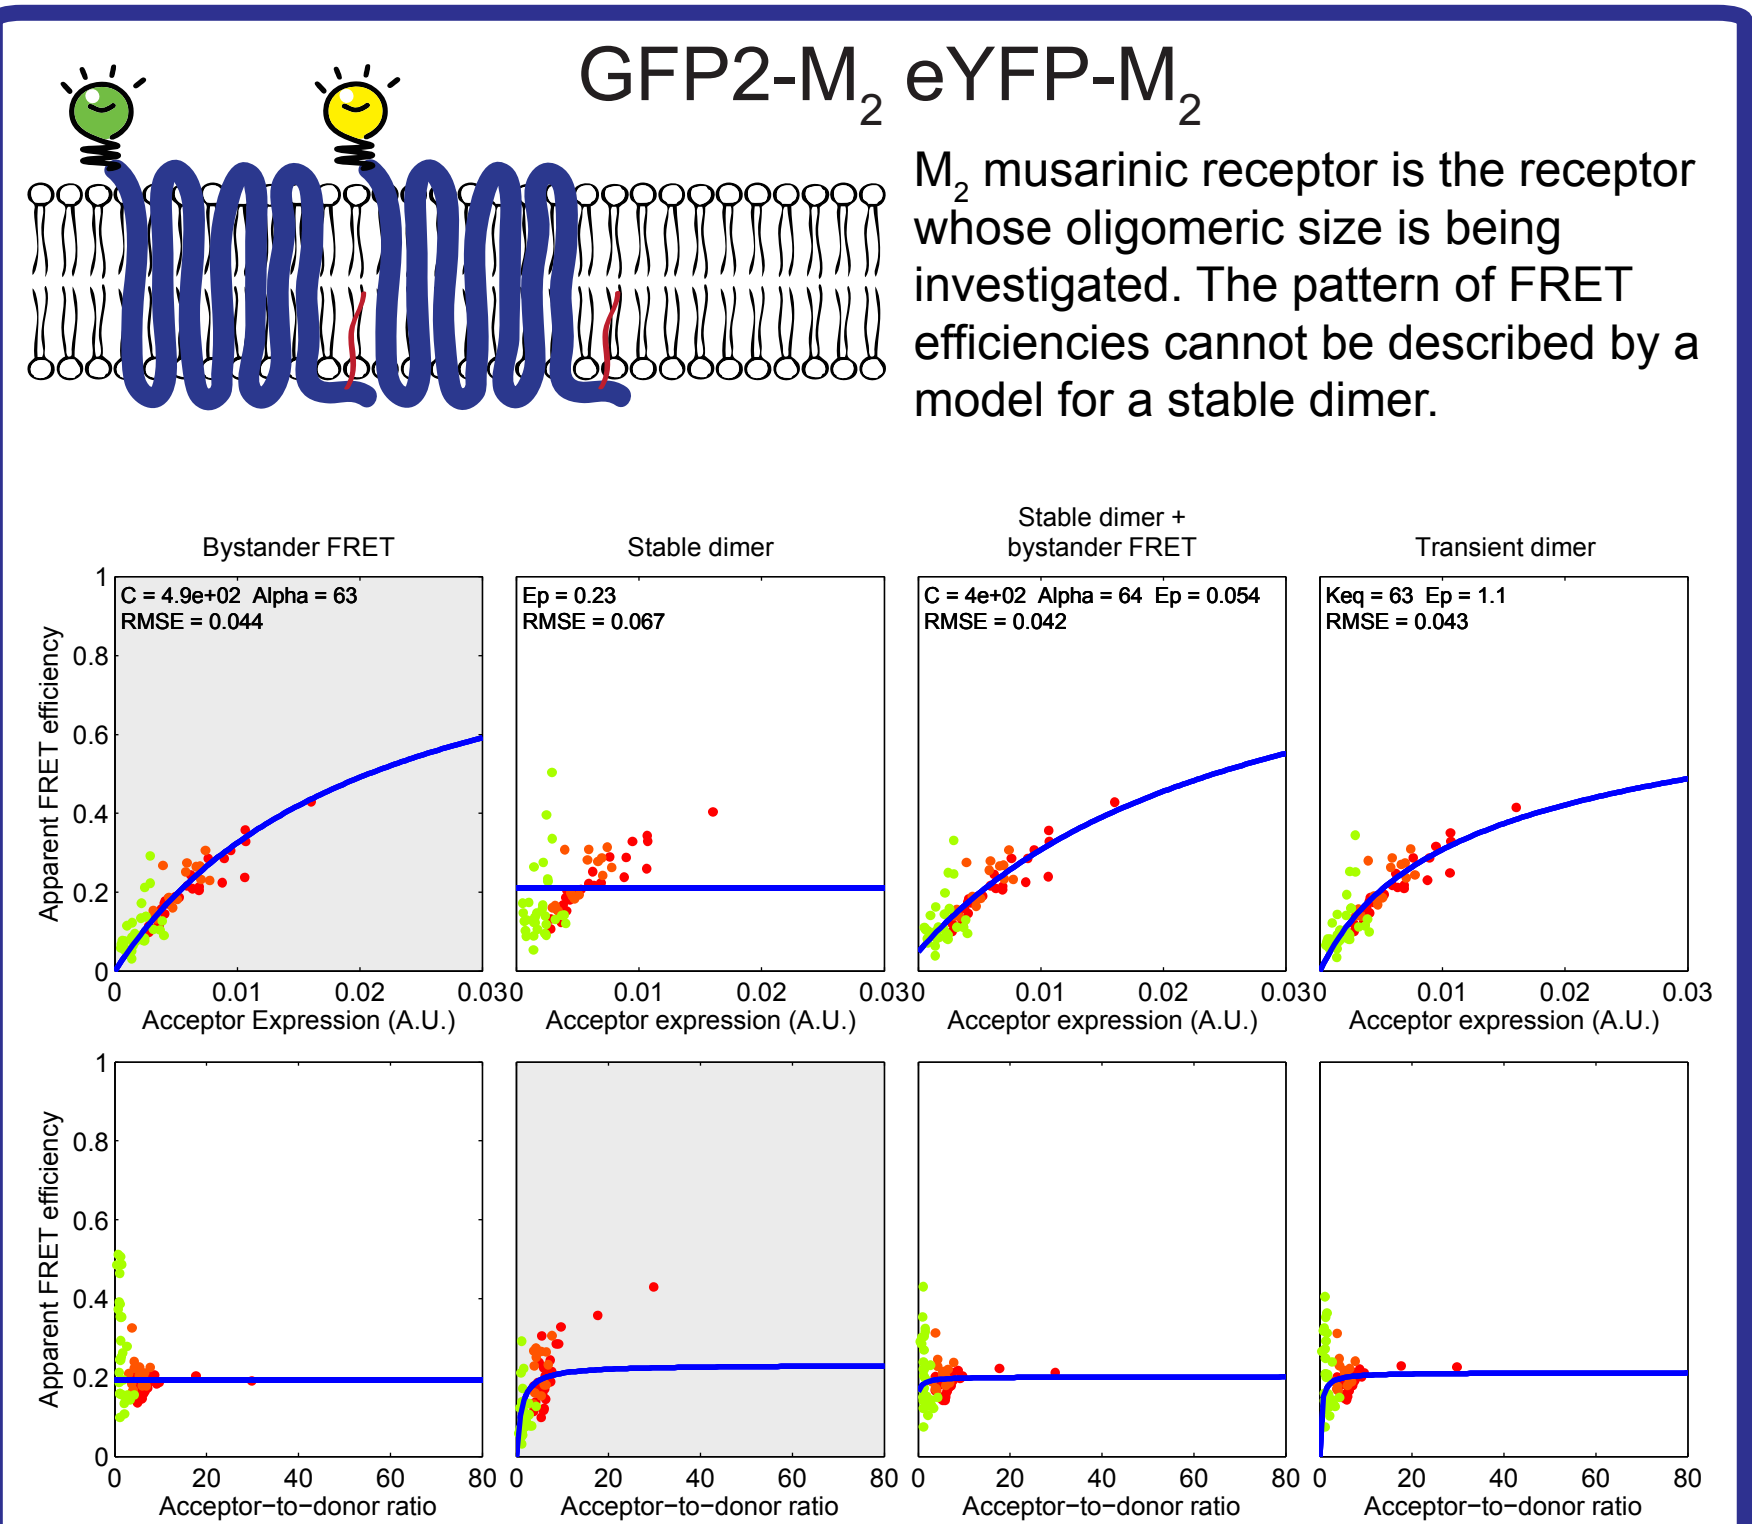 GFP2-M2 eYFP-M2
M2 musarinic receptor is the receptor
whose oligomeric size is being
investigated. The pattern of FRET
efficiencies cannot be described by a
model for a stable dimer.
Bystander FRET
Stable dimer
Stable dimer +
bystander FRET
Transient dimer
C = 4.9e+02 Alpha = 63
RMSE = 0.044
Ep = 0.23
RMSE = 0.067
C = 4e+02 Alpha = 64 Ep = 0.054
RMSE = 0.042
Keq = 63 Ep = 1.1
RMSE = 0.043
Apparent FRET efficiency
1
0.8
0.6
0.4
0.2
0
0 0.01 0.02 0.03
0 0.01 0.02 0.03
0 0.01 0.02 0.03
0 0.01 0.02 0.03
Acceptor Expression (A.U.)
Acceptor expression (A.U.)
Acceptor expression (A.U.)
Acceptor expression (A.U.)
Apparent FRET efficiency
1
0.8
0.6
0.4
0.2
0
0 20 40 60 80
0 20 40 60 80
0 20 40 60 80
0 20 40 60 80
Acceptor−to−donor ratio
Acceptor−to−donor ratio
Acceptor−to−donor ratio
Acceptor−to−donor ratio